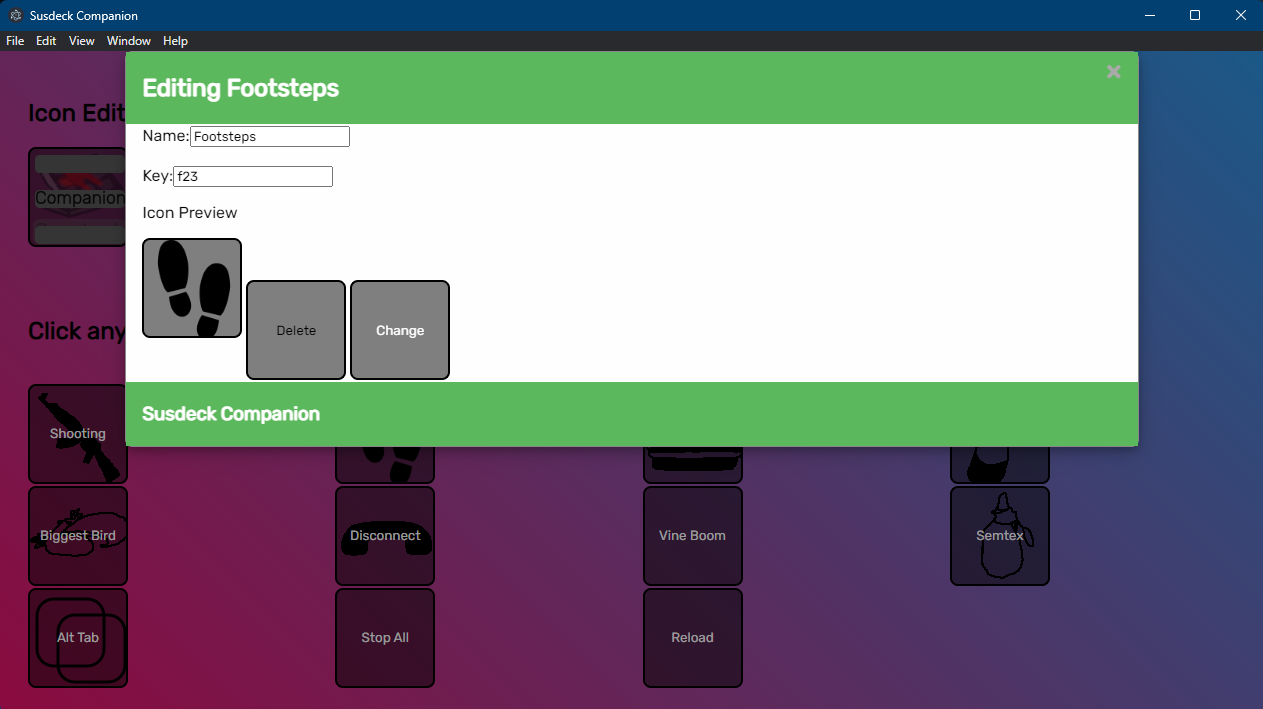 Susdeck Companion
File Edit View Window Help
Editing Footsteps
×
Icon Edit
Name: Footsteps
Key: f23
Companion
Icon Preview
Delete
Change
Click any
Susdeck Companion
Shooting
Biggest Bird
Disconnect
Vine Boom
Semtex
Alt Tab
Stop All
Reload